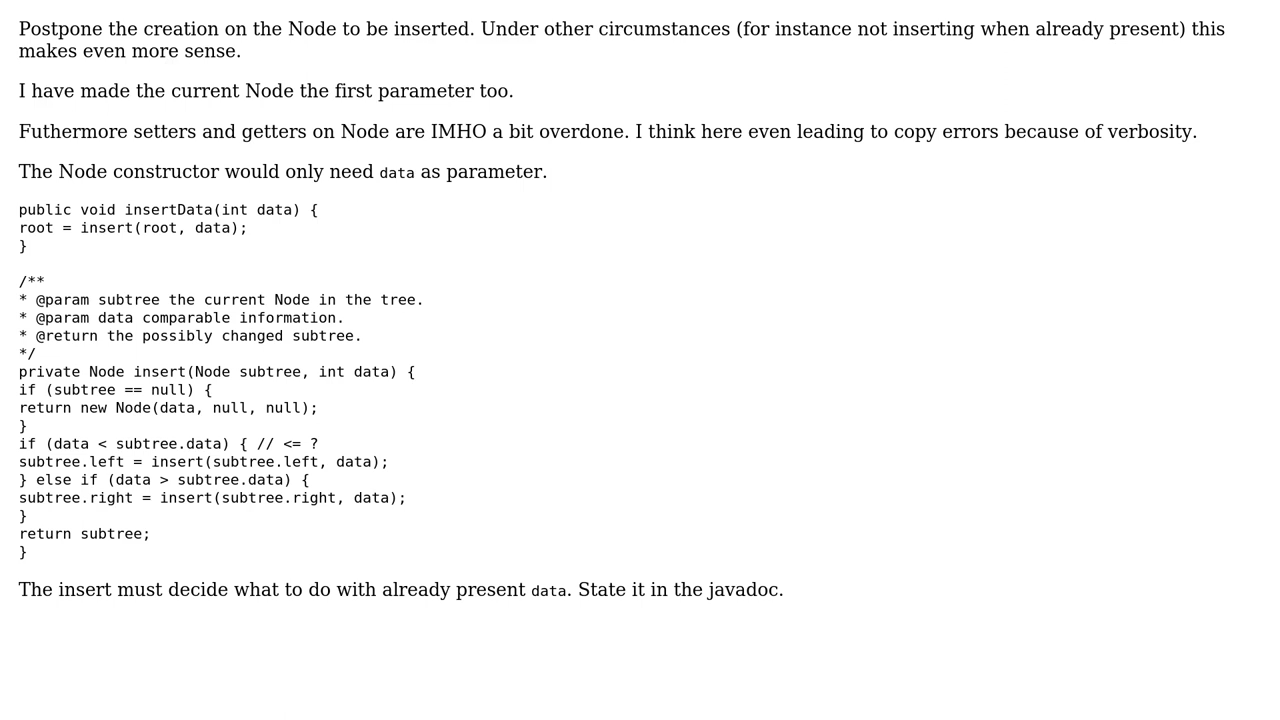 Postpone the creation on the Node to be inserted. Under other circumstances (for instance not inserting when already present) this
makes even more sense.
I have made the current Node the first parameter too.
Futhermore setters and getters on Node are IMHO a bit overdone. I think here even leading to copy errors because of verbosity.
The Node constructor would only need data as parameter.
public void insertData(int data) {
root = insert(root, data);
}
/**
* @param subtree the current Node in the tree.
* @param data comparable information.
* @return the possibly changed subtree.
*/
private Node insert(Node subtree, int data) {
if (subtree == null) {
return new Node(data, null, null);
}
if (data < subtree.data) { // <= ?
subtree.left = insert(subtree.left, data);
} else if (data > subtree.data) {
subtree.right = insert(subtree.right, data);
}
return subtree;
}
The insert must decide what to do with already present data. State it in the javadoc.